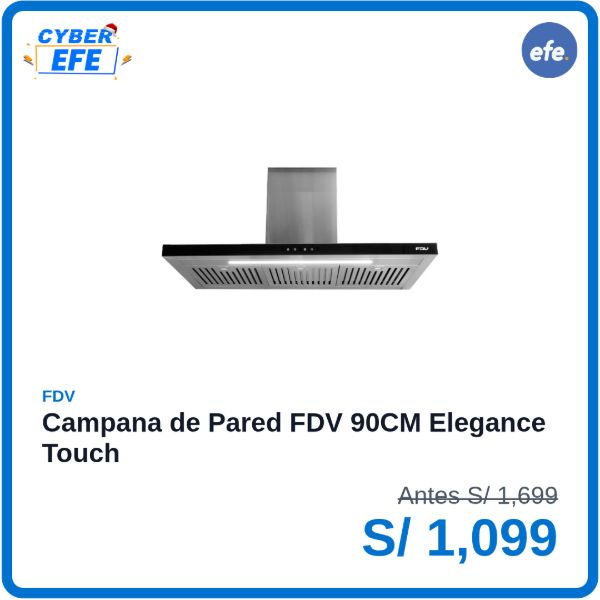 CYBER
EFE
efe.
FDV
FDV
Campana de Pared FDV 90CM Elegance
Touch
Antes S/ 1,699
S/ 1,099